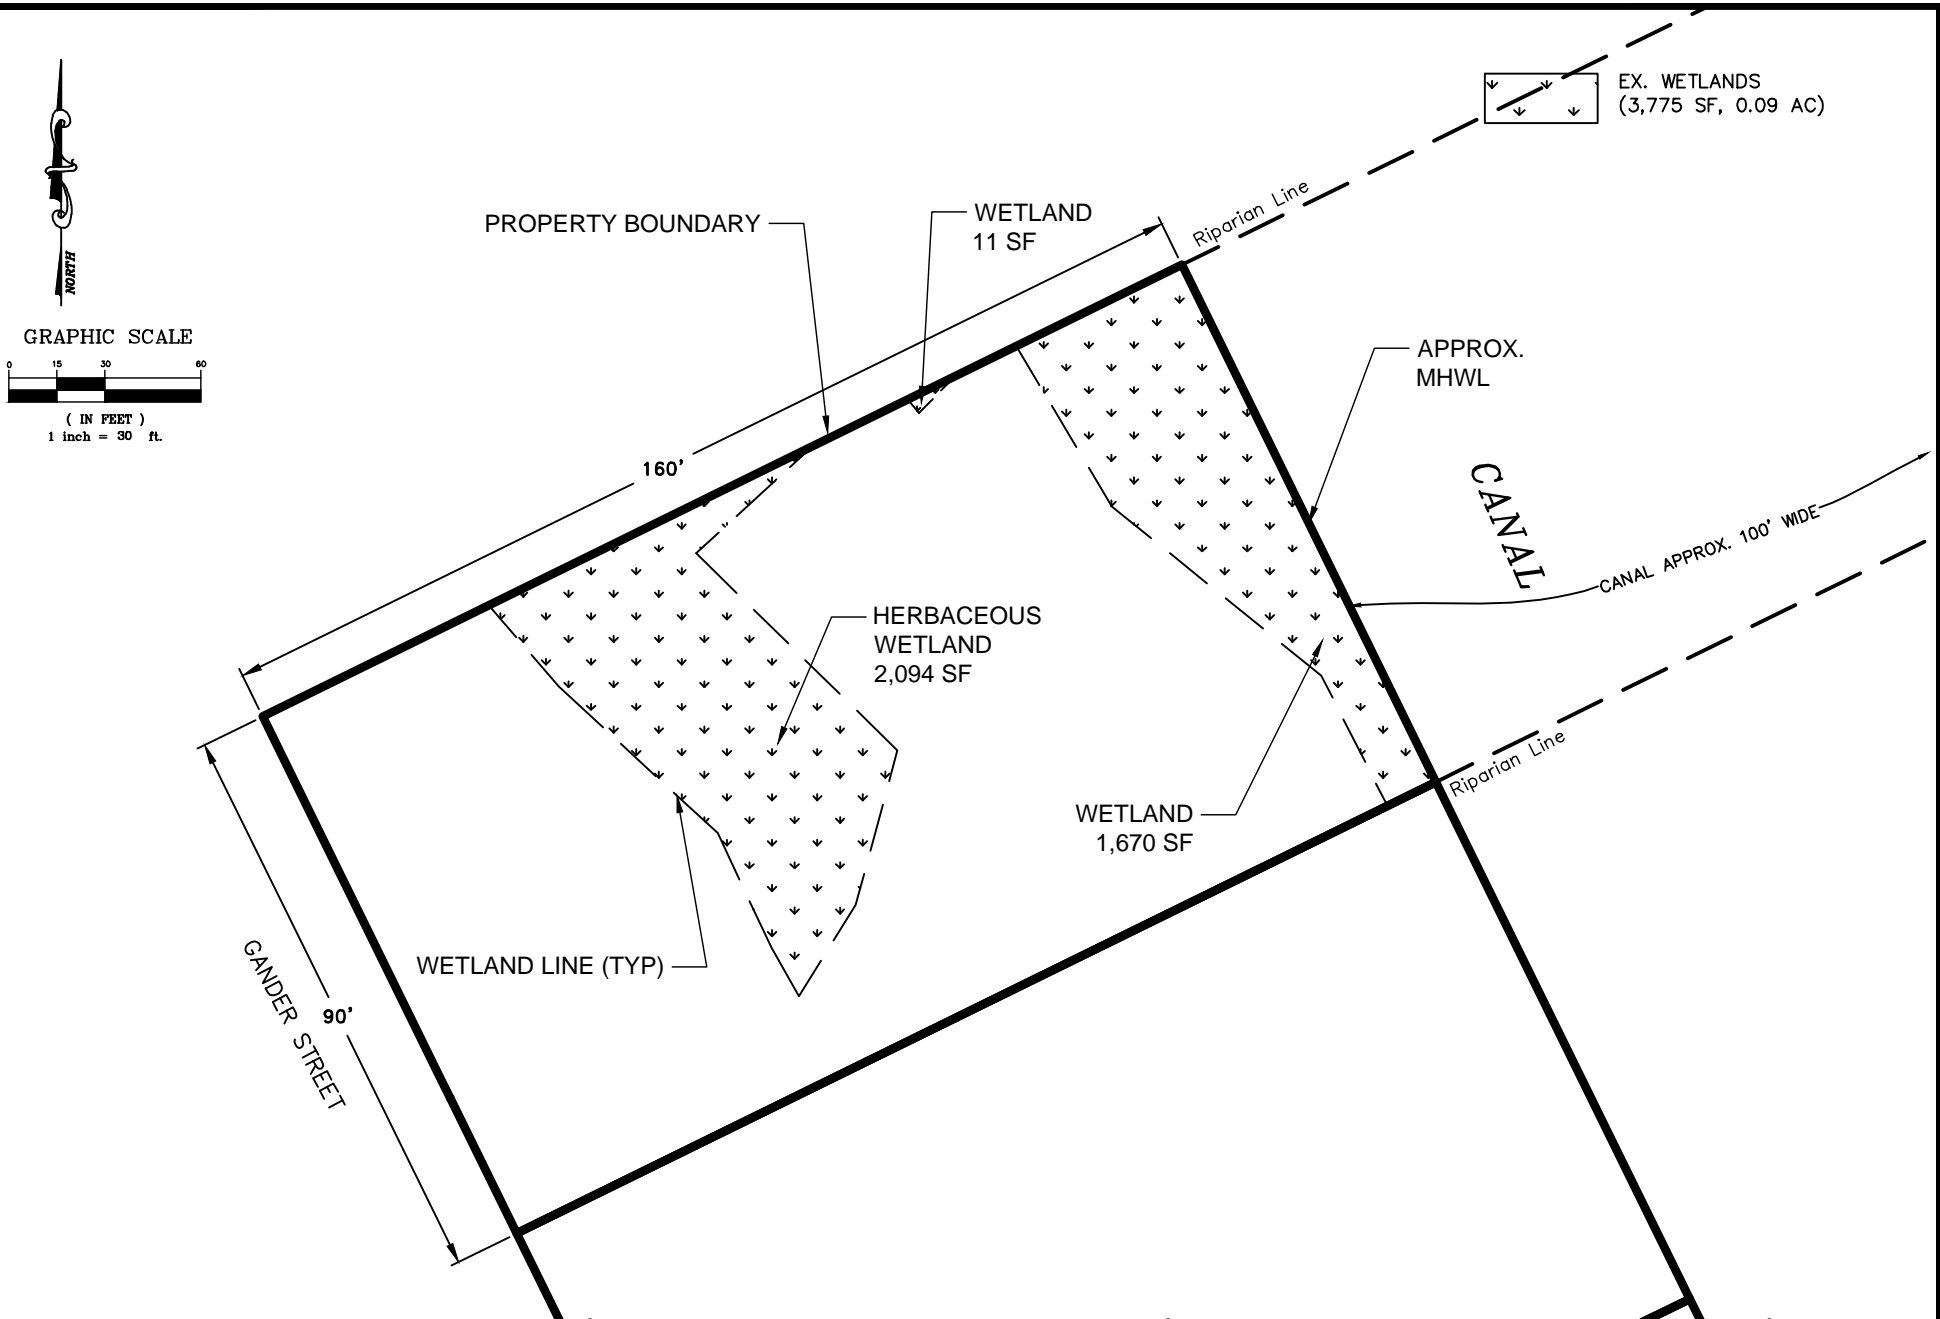 EX. WETLANDS
(3,775 SF, 0.09 AC)
NORTH
GRAPHIC SCALE
0 15 30 60
( IN FEET )
1 inch = 30 ft.
PROPERTY BOUNDARY
WETLAND
11 SF
Riparian Line
APPROX.
MHWL
160'
CANAL
CANAL APPROX. 100' WIDE
HERBACEOUS
WETLAND
2,094 SF
Riparian Line
WETLAND
1,670 SF
WETLAND LINE (TYP)
90'
GANDER STREET